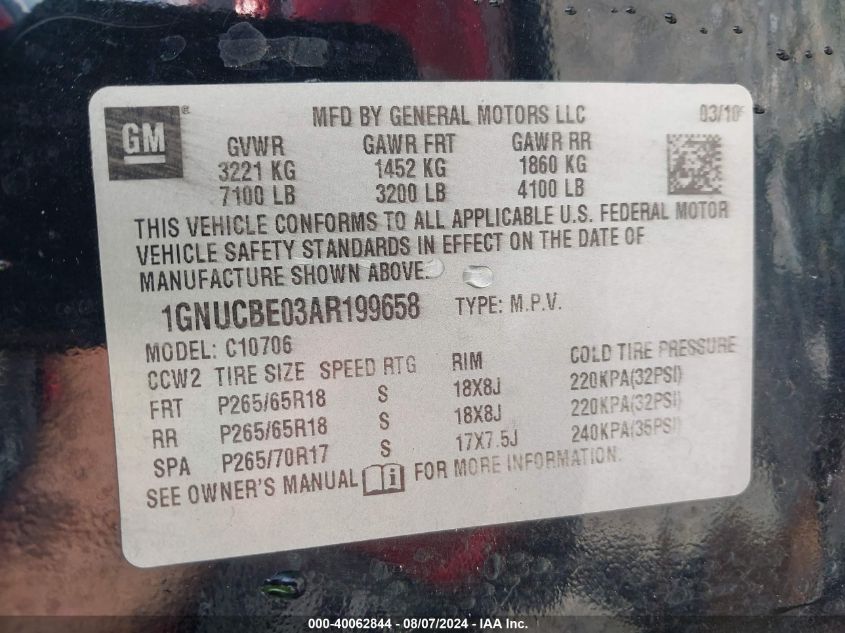 GM ®
MFD BY GENERAL MOTORS LLC 03/10
GVWR GAWR FRT GAWR RR
3221 KG 1452 KG 1860 KG
7100 LB 3200 LB 4100 LB
THIS VEHICLE CONFORMS TO ALL APPLICABLE U.S. FEDERAL MOTOR
VEHICLE SAFETY STANDARDS IN EFFECT ON THE DATE OF
MANUFACTURE SHOWN ABOVE.
1GNUCBE03AR199658 TYPE: M.P.V.
MODEL: C10706
CCW2 TIRE SIZE SPEED RTG RIM COLD TIRE PRESSURE
FRT P265/65R18 S 18X8J 220KPA(32PSI)
RR P265/65R18 S 18X8J 220KPA(32PSI)
SPA P265/70R17 S 17X7.5J 240KPA(35PSI)
SEE OWNER'S MANUAL i FOR MORE INFORMATION.
000-40062844 - 08/07/2024 - IAA Inc.